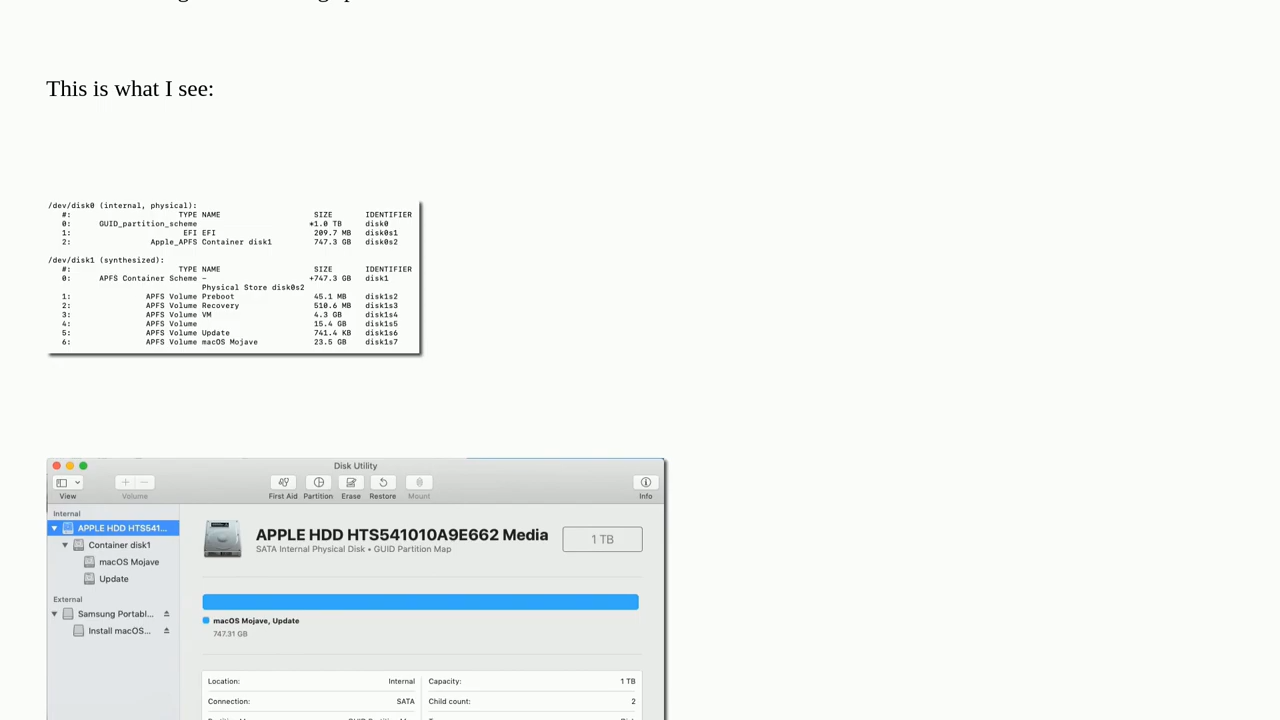 This is what I see:
/dev/disk0 (internal, physical):
#: TYPE NAME SIZE IDENTIFIER
0: GUID_partition_scheme *1.0 TB disk0
1: EFI EFI 209.7 MB disk0s1
2: Apple_APFS Container disk1 747.3 GB disk0s2
/dev/disk1 (synthesized):
#: TYPE NAME SIZE IDENTIFIER
0: APFS Container Scheme - +747.3 GB disk1
Physical Store disk0s2
1: APFS Volume Preboot 45.1 MB disk1s2
2: APFS Volume Recovery 510.6 MB disk1s3
3: APFS Volume VM 4.3 GB disk1s4
4: APFS Volume 15.4 GB disk1s5
5: APFS Volume Update 741.4 KB disk1s6
6: APFS Volume macOS Mojave 23.5 GB disk1s7
Disk Utility
View Volume First Aid Partition Erase Restore Mount Info
Internal
APPLE HDD HTS541...
Container disk1
macOS Mojave
Update
External
Samsung Portabl...
Install macOS...
APPLE HDD HTS541010A9E662 Media
SATA Internal Physical Disk • GUID Partition Map
1 TB
macOS Mojave, Update
747.31 GB
Location: Internal
Capacity: 1 TB
Connection: SATA
Child count: 2